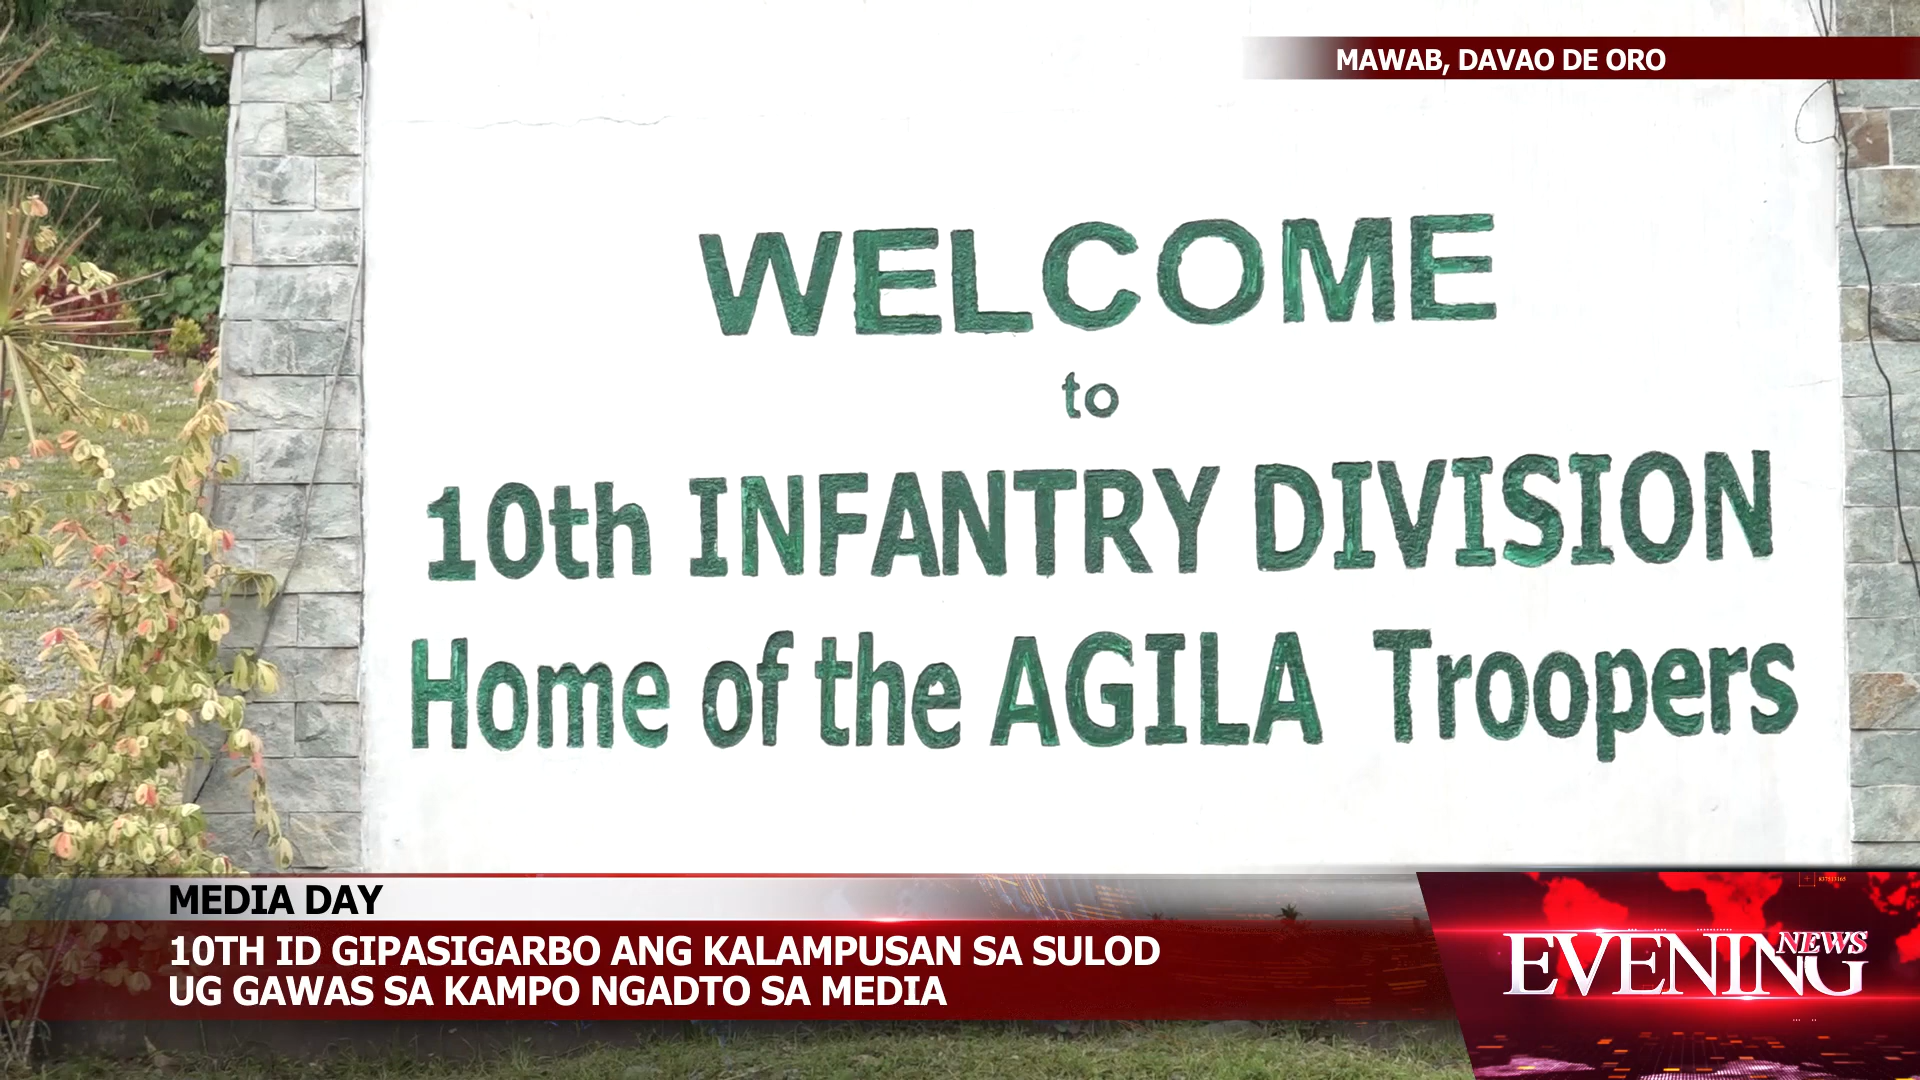 MAWAB, DAVAO DE ORO
WELCOME
to
10th INFANTRY DIVISION
Home of the AGILA Troopers
MEDIA DAY
10TH ID GIPASIGARBO ANG KALAMPUSAN SA SULOD
UG GAWAS SA KAMPO NGADTO SA MEDIA
EVENING NEWS